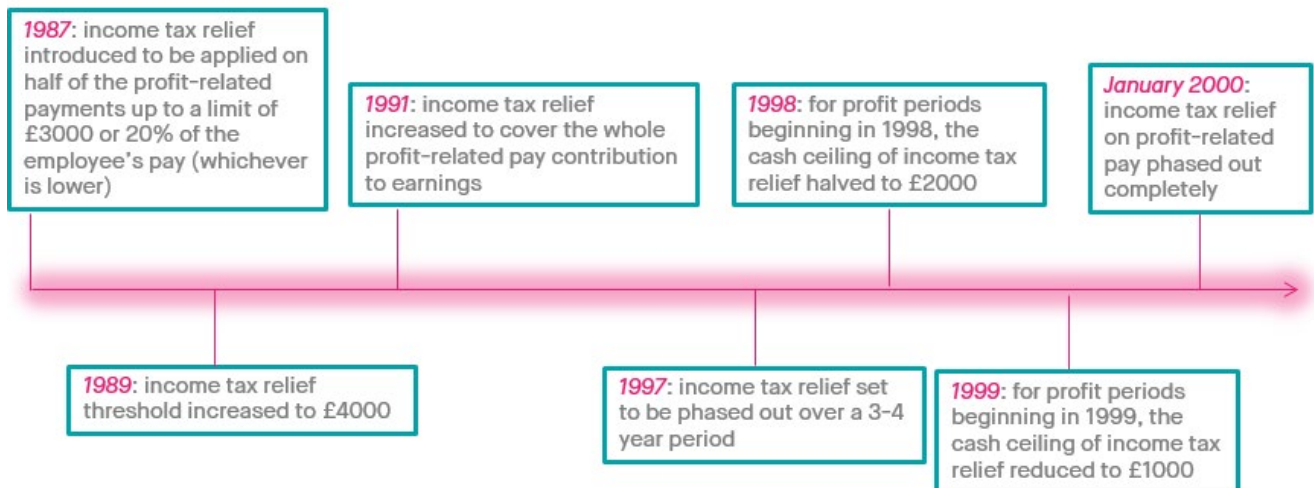 1987: income tax relief
introduced to be applied on
half of the profit-related
payments up to a limit of
£3000 or 20% of the
employee's pay (whichever
is lower)
1989: income tax relief
threshold increased to £4000
1991: income tax relief
increased to cover the whole
profit-related pay contribution
to earnings
1997: income tax relief set
to be phased out over a 3-4
year period
1998: for profit periods
beginning in 1998, the
cash ceiling of income tax
relief halved to £2000
1999: for profit periods
beginning in 1999, the
cash ceiling of income tax
relief reduced to £1000
January 2000:
income tax relief
on profit-related
pay phased out
completely